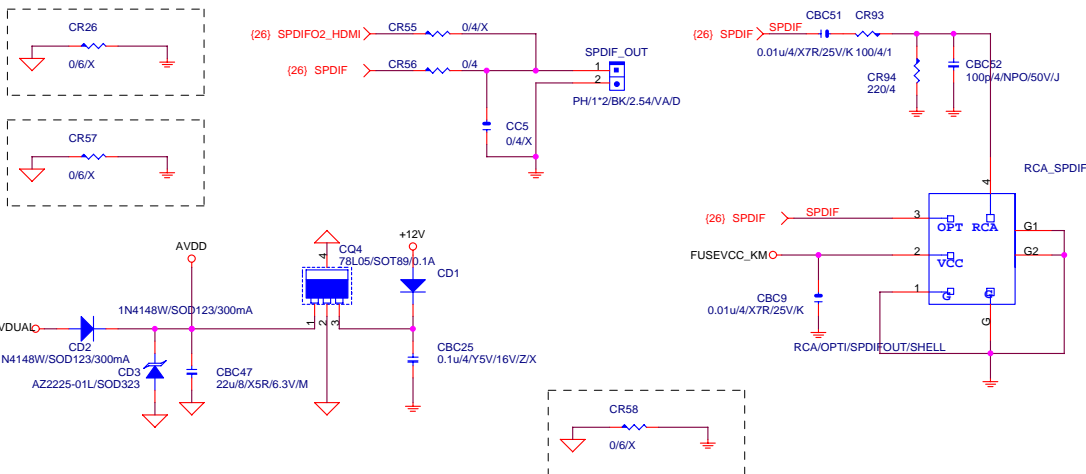 CR26
0/6/X
CR57
0/6/X
{26} SPDIFO2_HDMI
CR55
0/4/X
{26} SPDIF
CR56
0/4
SPDIF_OUT
1
2
PH/1*2/BK/2.54/VA/D
CC5
0/4/X
{26} SPDIF
SPDIF
CBC51
0.01u/4/X7R/25V/K
CR93
100/4/1
CR94
220/4
CBC52
100p/4/NPO/50V/J
RCA_SPDIF
4
{26} SPDIF
SPDIF
3
OPT
RCA
G1
G2
FUSEVCC_KM
2
VCC
1
G
G
G
CBC9
0.01u/4/X7R/25V/K
RCA/OPTI/SPDIFOUT/SHELL
AVDD
1N4148W/SOD123/300mA
VDUAL
CD2
N4148W/SOD123/300mA
CD3
AZ2225-01L/SOD323
CBC47
22u/8/X5R/6.3V/M
4
CQ4
78L05/SOT89/0.1A
1
2
3
+12V
CD1
CBC25
0.1u/4/Y5V/16V/Z/X
CR58
0/6/X